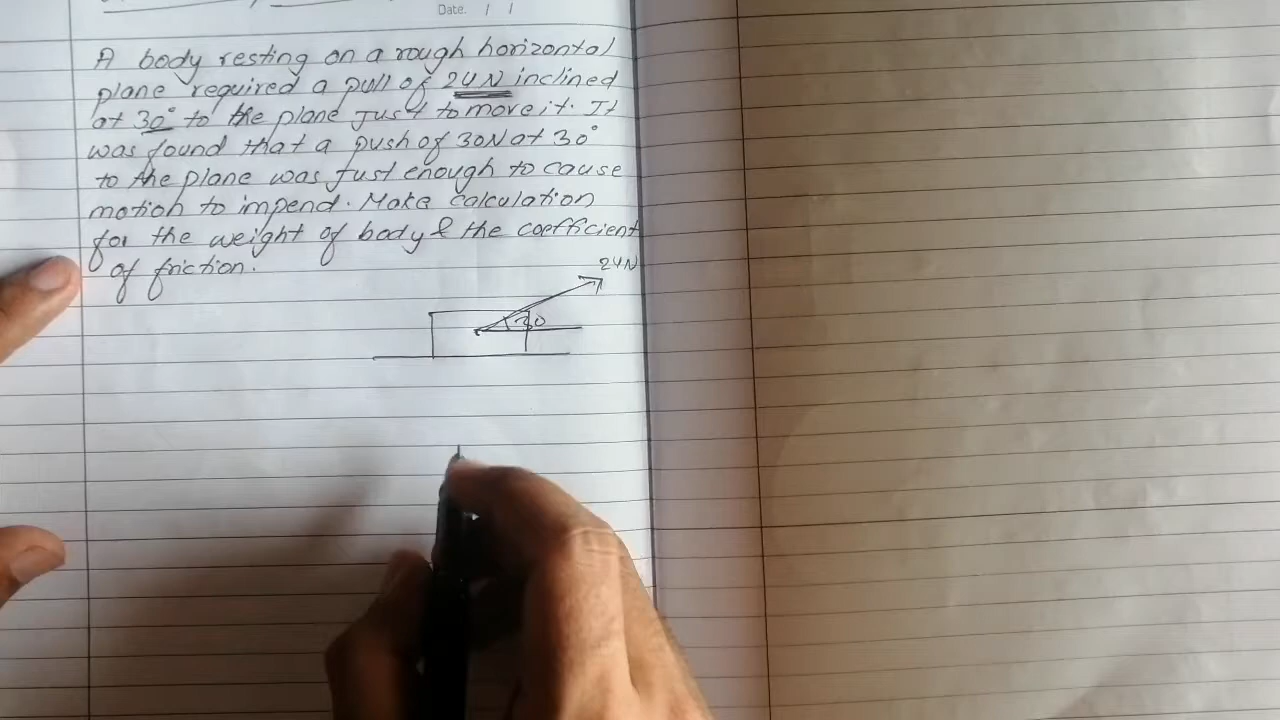 Date. / /
A body resting on a rough horizontal
plane required a pull of 24N inclined
at 30° to the plane Just to move it. It
was found that a push of 30N at 30°
to the plane was just enough to cause
motion to impend. Make calculation
for the weight of body & the coefficient
of friction.
24N
30